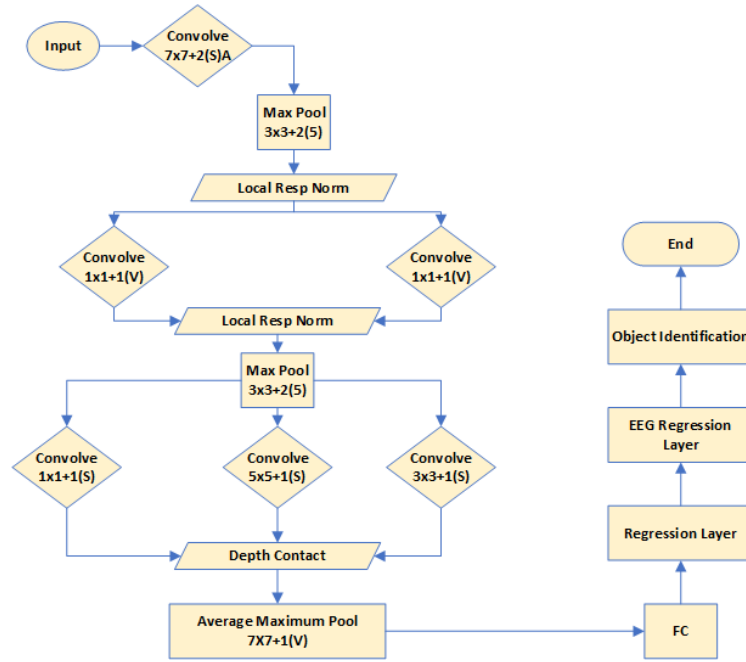 Input
Convolve
7x7+2(S)A
Max Pool
3x3+2(5)
Local Resp Norm
Convolve
1x1+1(V)
Convolve
1x1+1(V)
Local Resp Norm
Max Pool
3x3+2(5)
Convolve
1x1+1(S)
Convolve
5x5+1(S)
Convolve
3x3+1(S)
Depth Contact
Average Maximum Pool
7X7+1(V)
FC
Regression Layer
EEG Regression
Layer
Object Identification
End